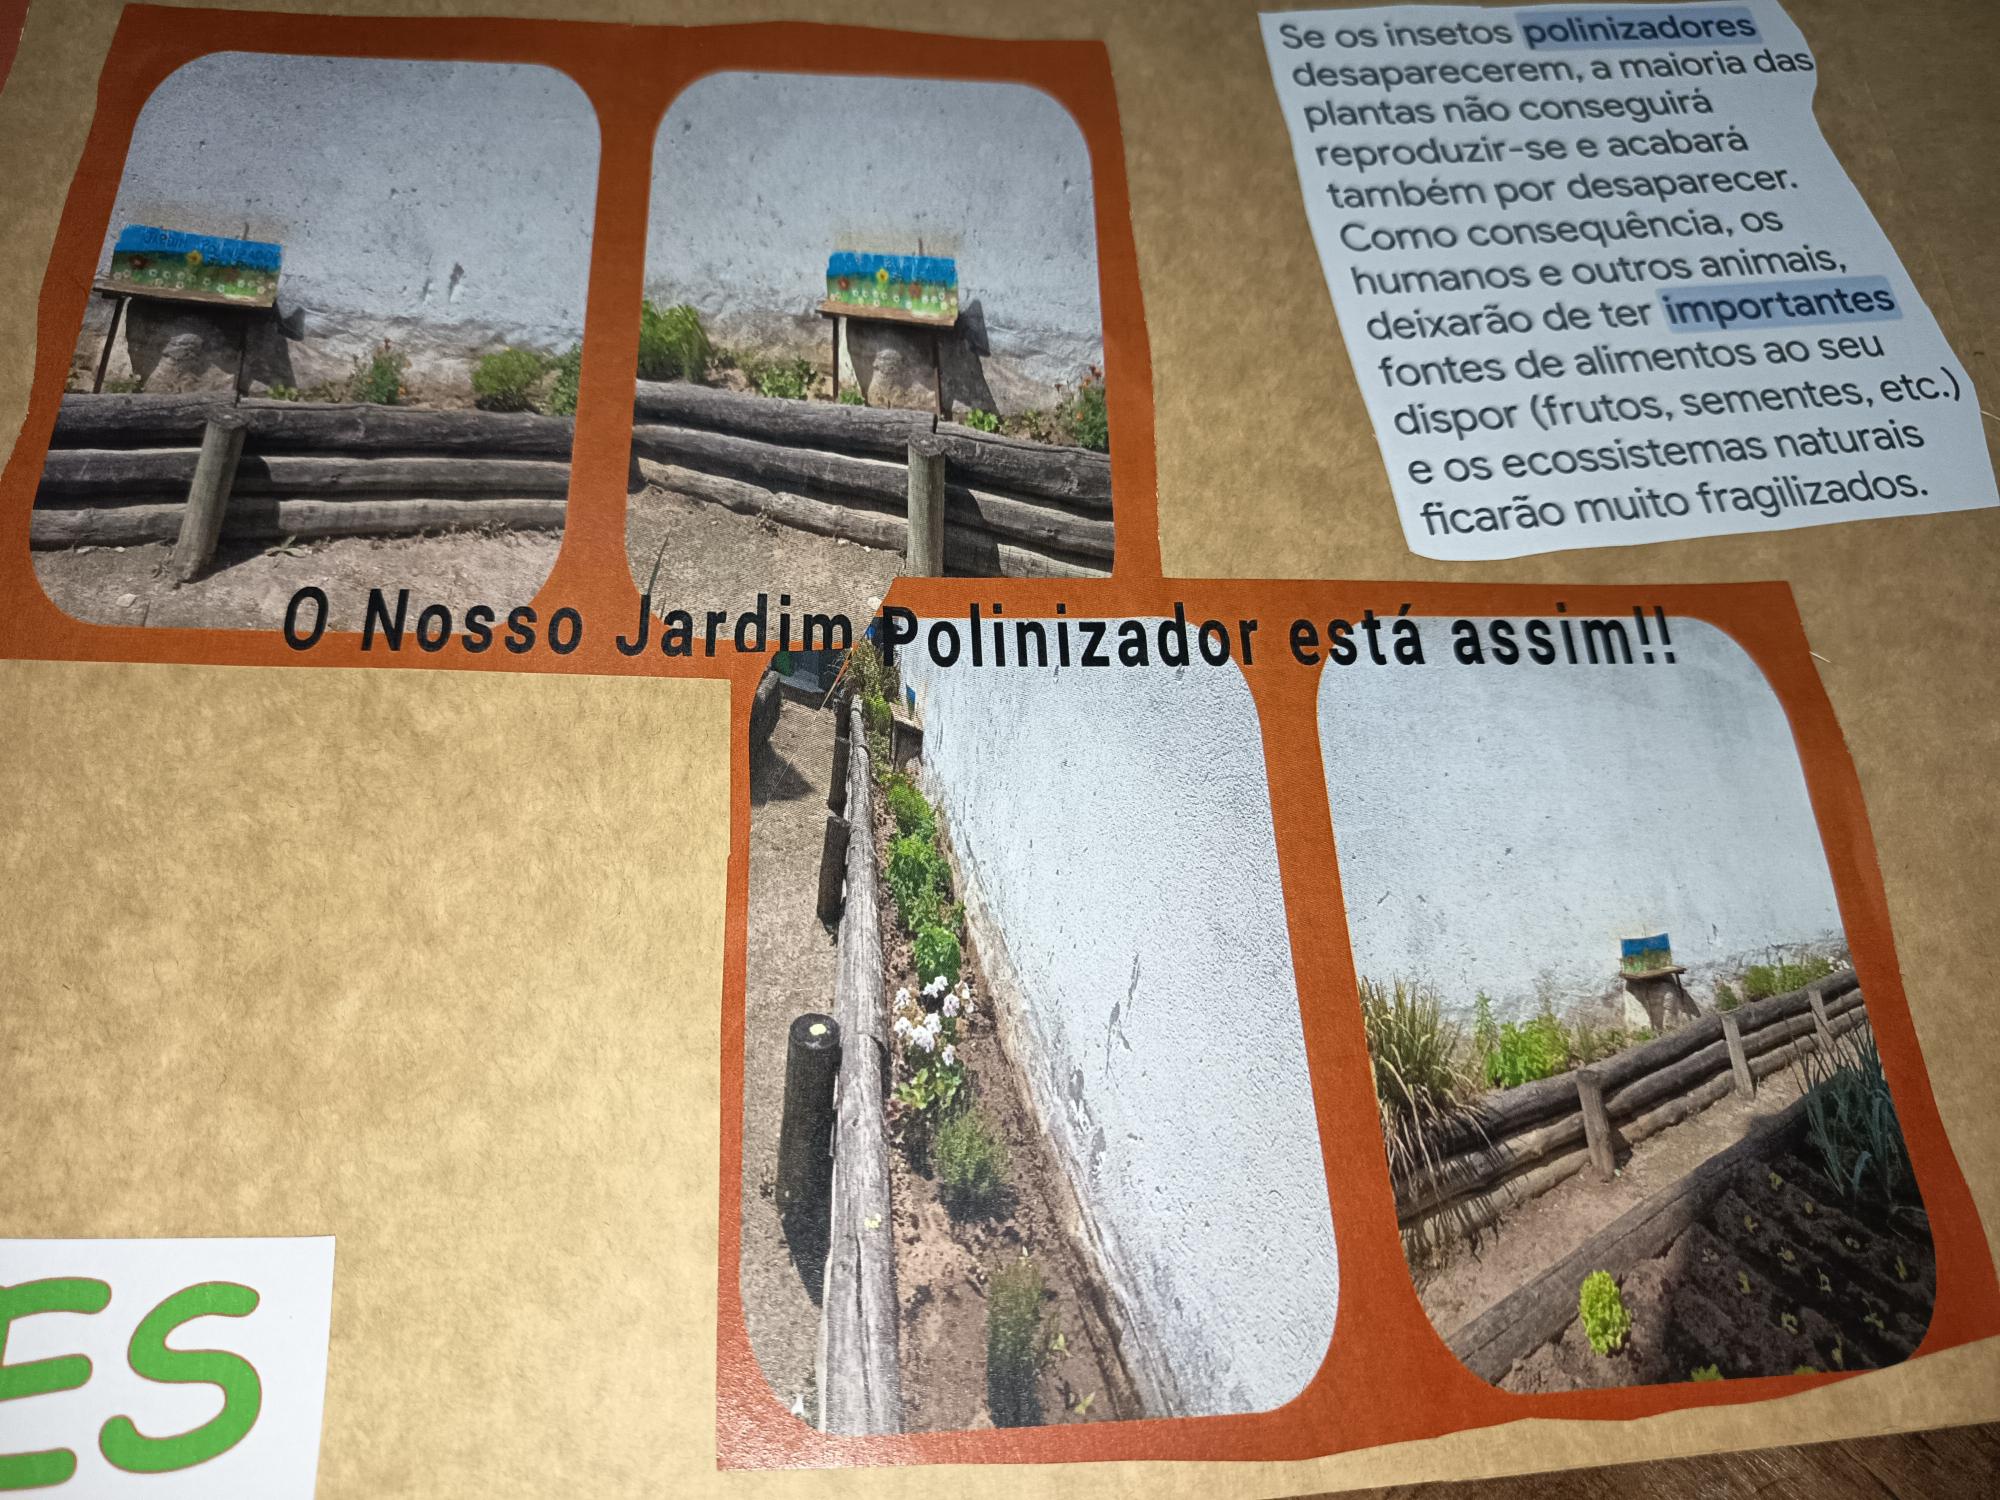 Se os insetos polinizadores
desaparecerem, a maioria das
plantas não conseguirá
reproduzir-se e acabará
também por desaparecer.
Como consequência, os
humanos e outros animais,
deixarão de ter importantes
fontes de alimentos ao seu
dispor (frutos, sementes, etc.)
e os ecossistemas naturais
ficarão muito fragilizados.
JARDIM POLINIZADOR
O Nosso Jardim Polinizador está assim!!
ES